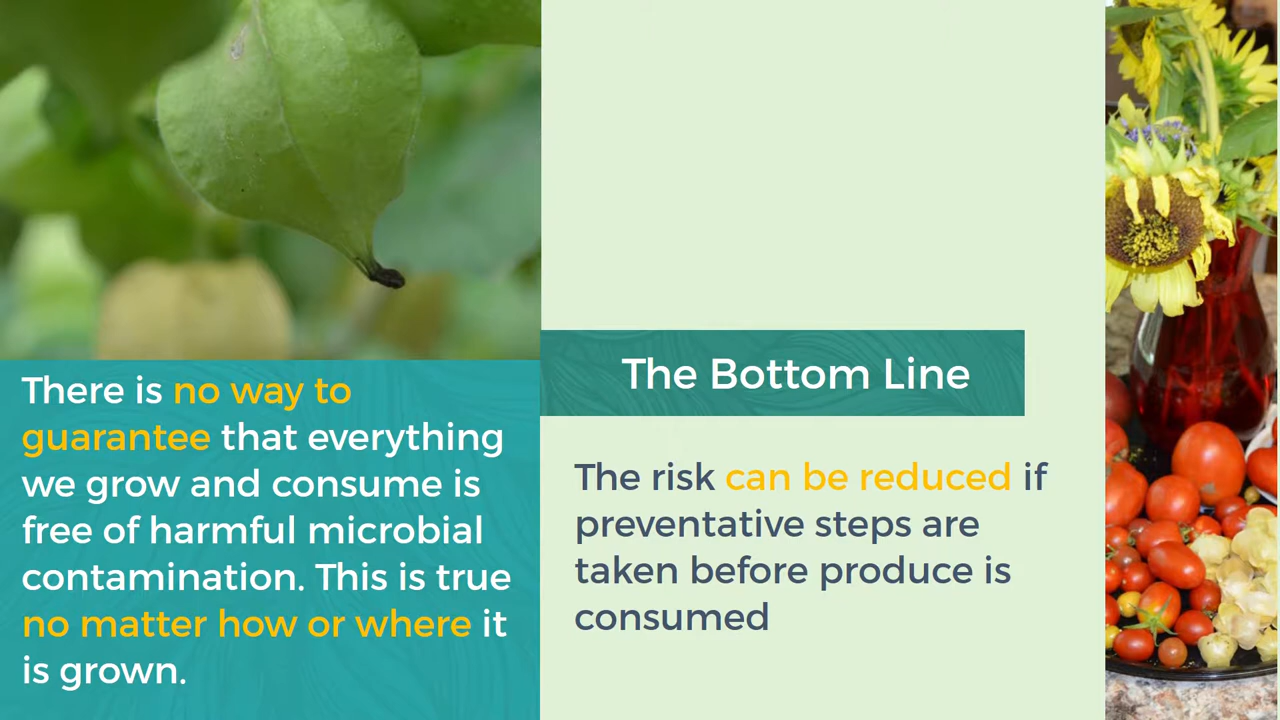 There is no way to
guarantee that everything
we grow and consume is
free of harmful microbial
contamination. This is true
no matter how or where it
is grown.
The Bottom Line
The risk can be reduced if
preventative steps are
taken before produce is
consumed